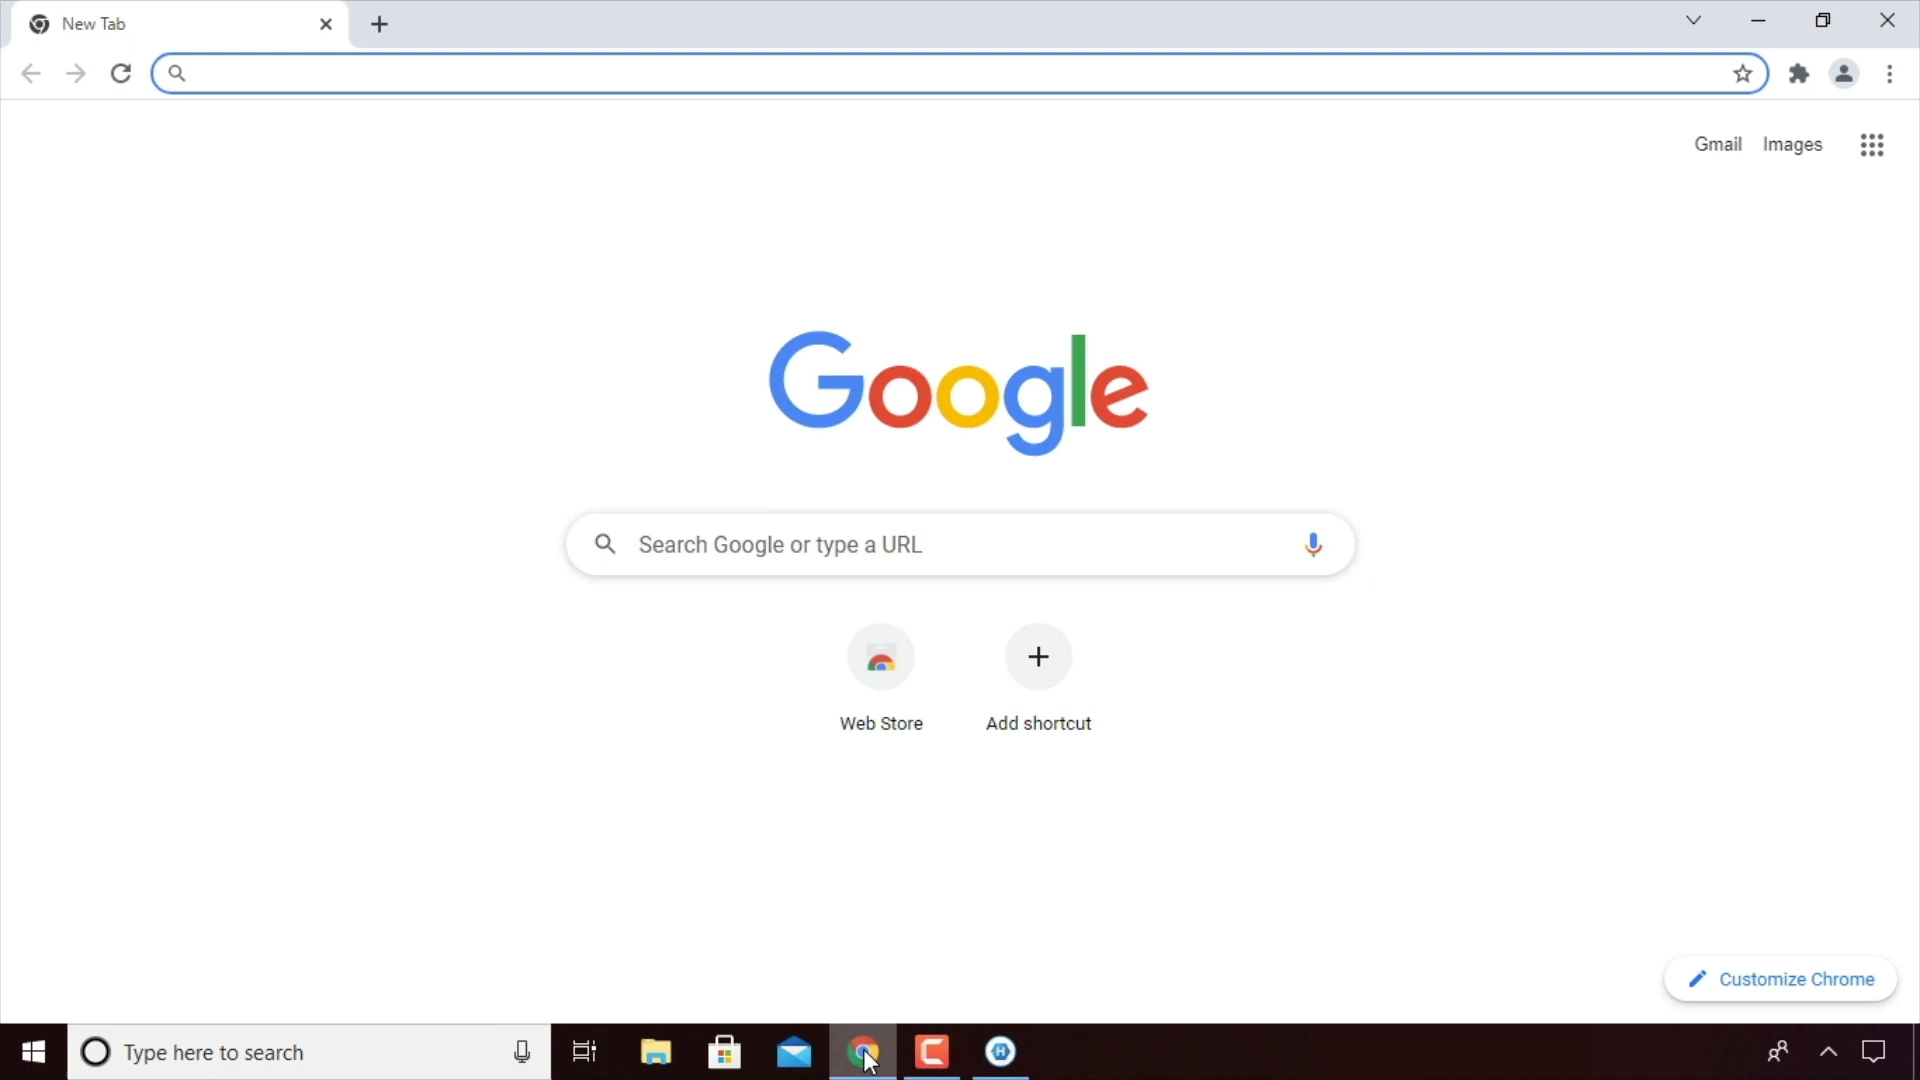 New Tab
Gmail Images
Google
Search Google or type a URL
Web Store Add shortcut
Customize Chrome
Type here to search